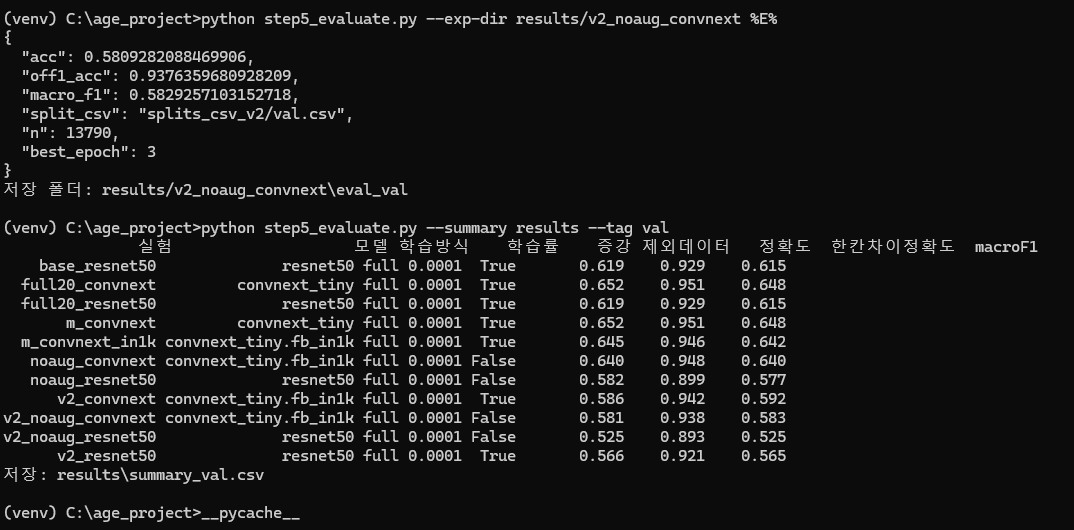 (venv) C:\age_project>python step5_evaluate.py --exp-dir results/v2_noaug_convnext %E%
{
"acc": 0.5809282088469906,
"off1_acc": 0.9376359680928209,
"macro_f1": 0.5829257103152718,
"split_csv": "splits_csv_v2/val.csv",
"n": 13790,
"best_epoch": 3
}
저장 폴더: results/v2_noaug_convnext\eval_val
(venv) C:\age_project>python step5_evaluate.py --summary results --tag val
실험 모델 학습방식 학습률 증강 제외데이터 정확도 한칸차이정확도 macroF1
base_resnet50 resnet50 full 0.0001 True 0.619 0.929 0.615
full20_convnext convnext_tiny full 0.0001 True 0.652 0.951 0.648
full20_resnet50 resnet50 full 0.0001 True 0.619 0.929 0.615
m_convnext convnext_tiny full 0.0001 True 0.652 0.951 0.648
m_convnext_in1k convnext_tiny.fb_in1k full 0.0001 True 0.645 0.946 0.642
noaug_convnext convnext_tiny.fb_in1k full 0.0001 False 0.640 0.948 0.640
noaug_resnet50 resnet50 full 0.0001 False 0.582 0.899 0.577
v2_convnext convnext_tiny.fb_in1k full 0.0001 True 0.586 0.942 0.592
v2_noaug_convnext convnext_tiny.fb_in1k full 0.0001 False 0.581 0.938 0.583
v2_noaug_resnet50 resnet50 full 0.0001 False 0.525 0.893 0.525
v2_resnet50 resnet50 full 0.0001 True 0.566 0.921 0.565
저장: results\summary_val.csv
(venv) C:\age_project>__pycache__